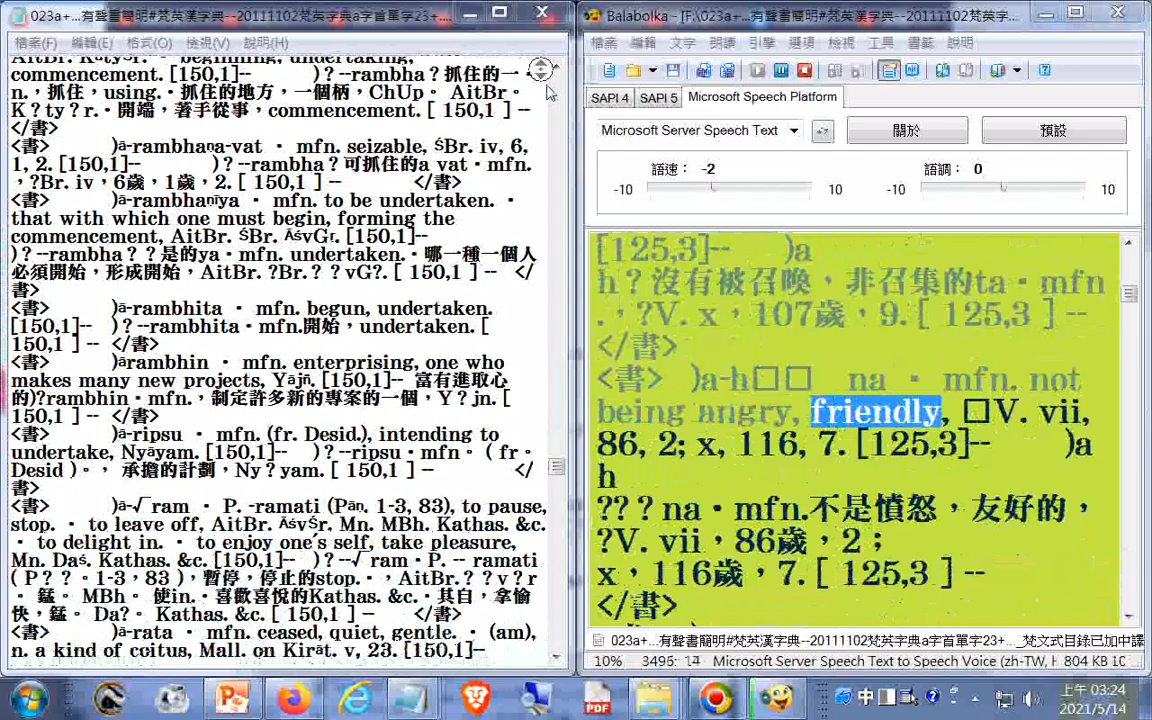 ...有聲書簡明#梵英漢字典--20111102梵英字典a字首單字23+...
檔案(F) 編輯(E) 格式(O) 檢視(V) 說明(H)
commencement. [150,1]-- )?--rambha？抓住的一‧
n.，抓住，using.‧抓住的地方，一個柄，ChUp。 AitBr。
K？ty？r.‧開端，著手從事，commencement. [ 150,1 ] --
</書>
<書> )ā-rambhaṇa-vat ‧ mfn. seizable, ŚBr. iv, 6,
1, 2. [150,1]-- )?--rambha？可抓住的a vat‧mfn.
，?Br. iv，6歲，1歲，2. [ 150,1 ] -- </書>
<書> )ā-rambhaṇīya ‧ mfn. to be undertaken. ‧
that with which one must begin, forming the
commencement, AitBr. ŚBr. ĀśvGṛ. [150,1]--
)?--rambha？？是的ya‧mfn. undertaken.‧哪一種一個人
必須開始，形成開始，AitBr. ?Br.？？vG?. [ 150,1 ] -- </
書>
<書> )ā-rambhita ‧ mfn. begun, undertaken.
[150,1]-- )?--rambhita‧mfn.開始，undertaken. [
150,1 ] -- </書>
<書> )ārambhin ‧ mfn. enterprising, one who
makes many new projects, Yājñ. [150,1]-- 富有進取心
的)?rambhin‧mfn.，制定許多新的專案的一個，Y？jn. [
150,1 ] -- </書>
<書> )ā-ripsu ‧ mfn. (fr. Desid.), intending to
undertake, Nyāyam. [150,1]-- )?--ripsu‧mfn。(fr。
Desid)。，承擔的計劃，Ny？yam. [ 150,1 ] -- </
書>
<書> )ā-√ram ‧ P. -ramati (Pāṇ. 1-3, 83), to pause,
stop. ‧ to leave off, AitBr. ĀśvŚr, Mn. MBh. Kathas. &c.
‧ to delight in. ‧ to enjoy one's self, take pleasure,
Mn. Daś. Kathas. &c. [150,1]-- )?--√ram‧P. -- ramati
(P？？。1-3，83)，暫停，停止的stop.‧，AitBr.？？v？r
。錳。 MBh。 使in.‧喜歡喜悅的Kathas. &c.‧其自，拿愉
快，錳。 Da?。 Kathas. &c. [ 150,1 ] -- </書>
<書> )ā-rata ‧ mfn. ceased, quiet, gentle. ‧ (am),
n. a kind of coitus, Mall. on Kirāt. v, 23. [150,1]--
Balabolka - [F:\023a+...有聲書簡明#梵英漢字典--20111102梵英字...
檔案 編輯 文字 朗讀 引擎 選項 檢視 工具 書籤 說明
SAPI 4 SAPI 5 Microsoft Speech Platform
Microsoft Server Speech Text 關於 預設
語速： -2 語調： 0
-10 10 -10 10
[125,3]-- )a
h？沒有被召喚，非召集的ta‧mfn
.，?V. x，107歲，9. [ 125,3 ] --
</書>
<書> )a-h□□ na ‧ mfn. not
being angry, friendly, □V. vii,
86, 2; x, 116, 7. [125,3]-- )a
h
???na‧mfn.不是憤怒，友好的，
?V. vii，86歲，2；
x，116歲，7. [ 125,3 ] --
</書>
023a+...有聲書簡明#梵英漢字典--20111102梵英字典a字首單字23+..._梵文式目錄已加中譯
10% 3496: 14 Microsoft Server Speech Text to Speech Voice (zh-TW, H 804 KB 10
中
上午 03:24
2021/5/14